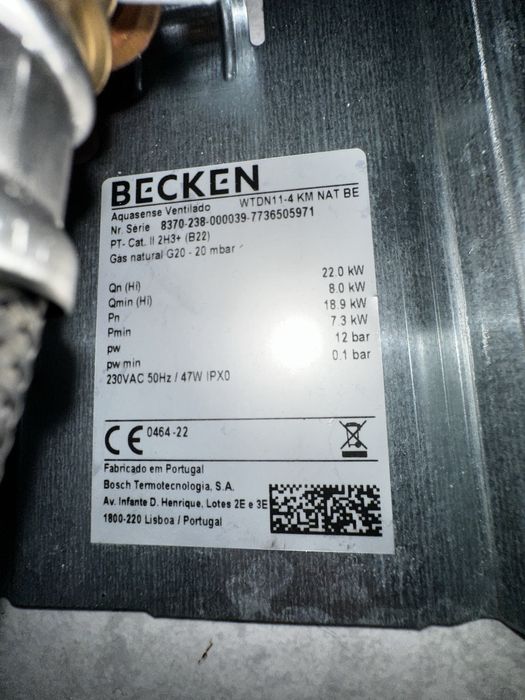 BECKEN
Aquasense Ventilado WTDN11-4 KM NAT BE
Nr. Série 8370-238-000039-7736505971
PT- Cat. II 2H3+ (B22)
Gas natural G20 - 20 mbar
Qn (Hi) 22.0 kW
Qmin (Hi) 8.0 kW
Pn 18.9 kW
Pmin 7.3 kW
pw 12 bar
pw min 0.1 bar
230VAC 50Hz / 47W IPX0
CE 0464-22
Fabricado em Portugal
Bosch Termotecnologia, S.A.
Av. Infante D. Henrique, Lotes 2E e 3E
1800-220 Lisboa / Portugal